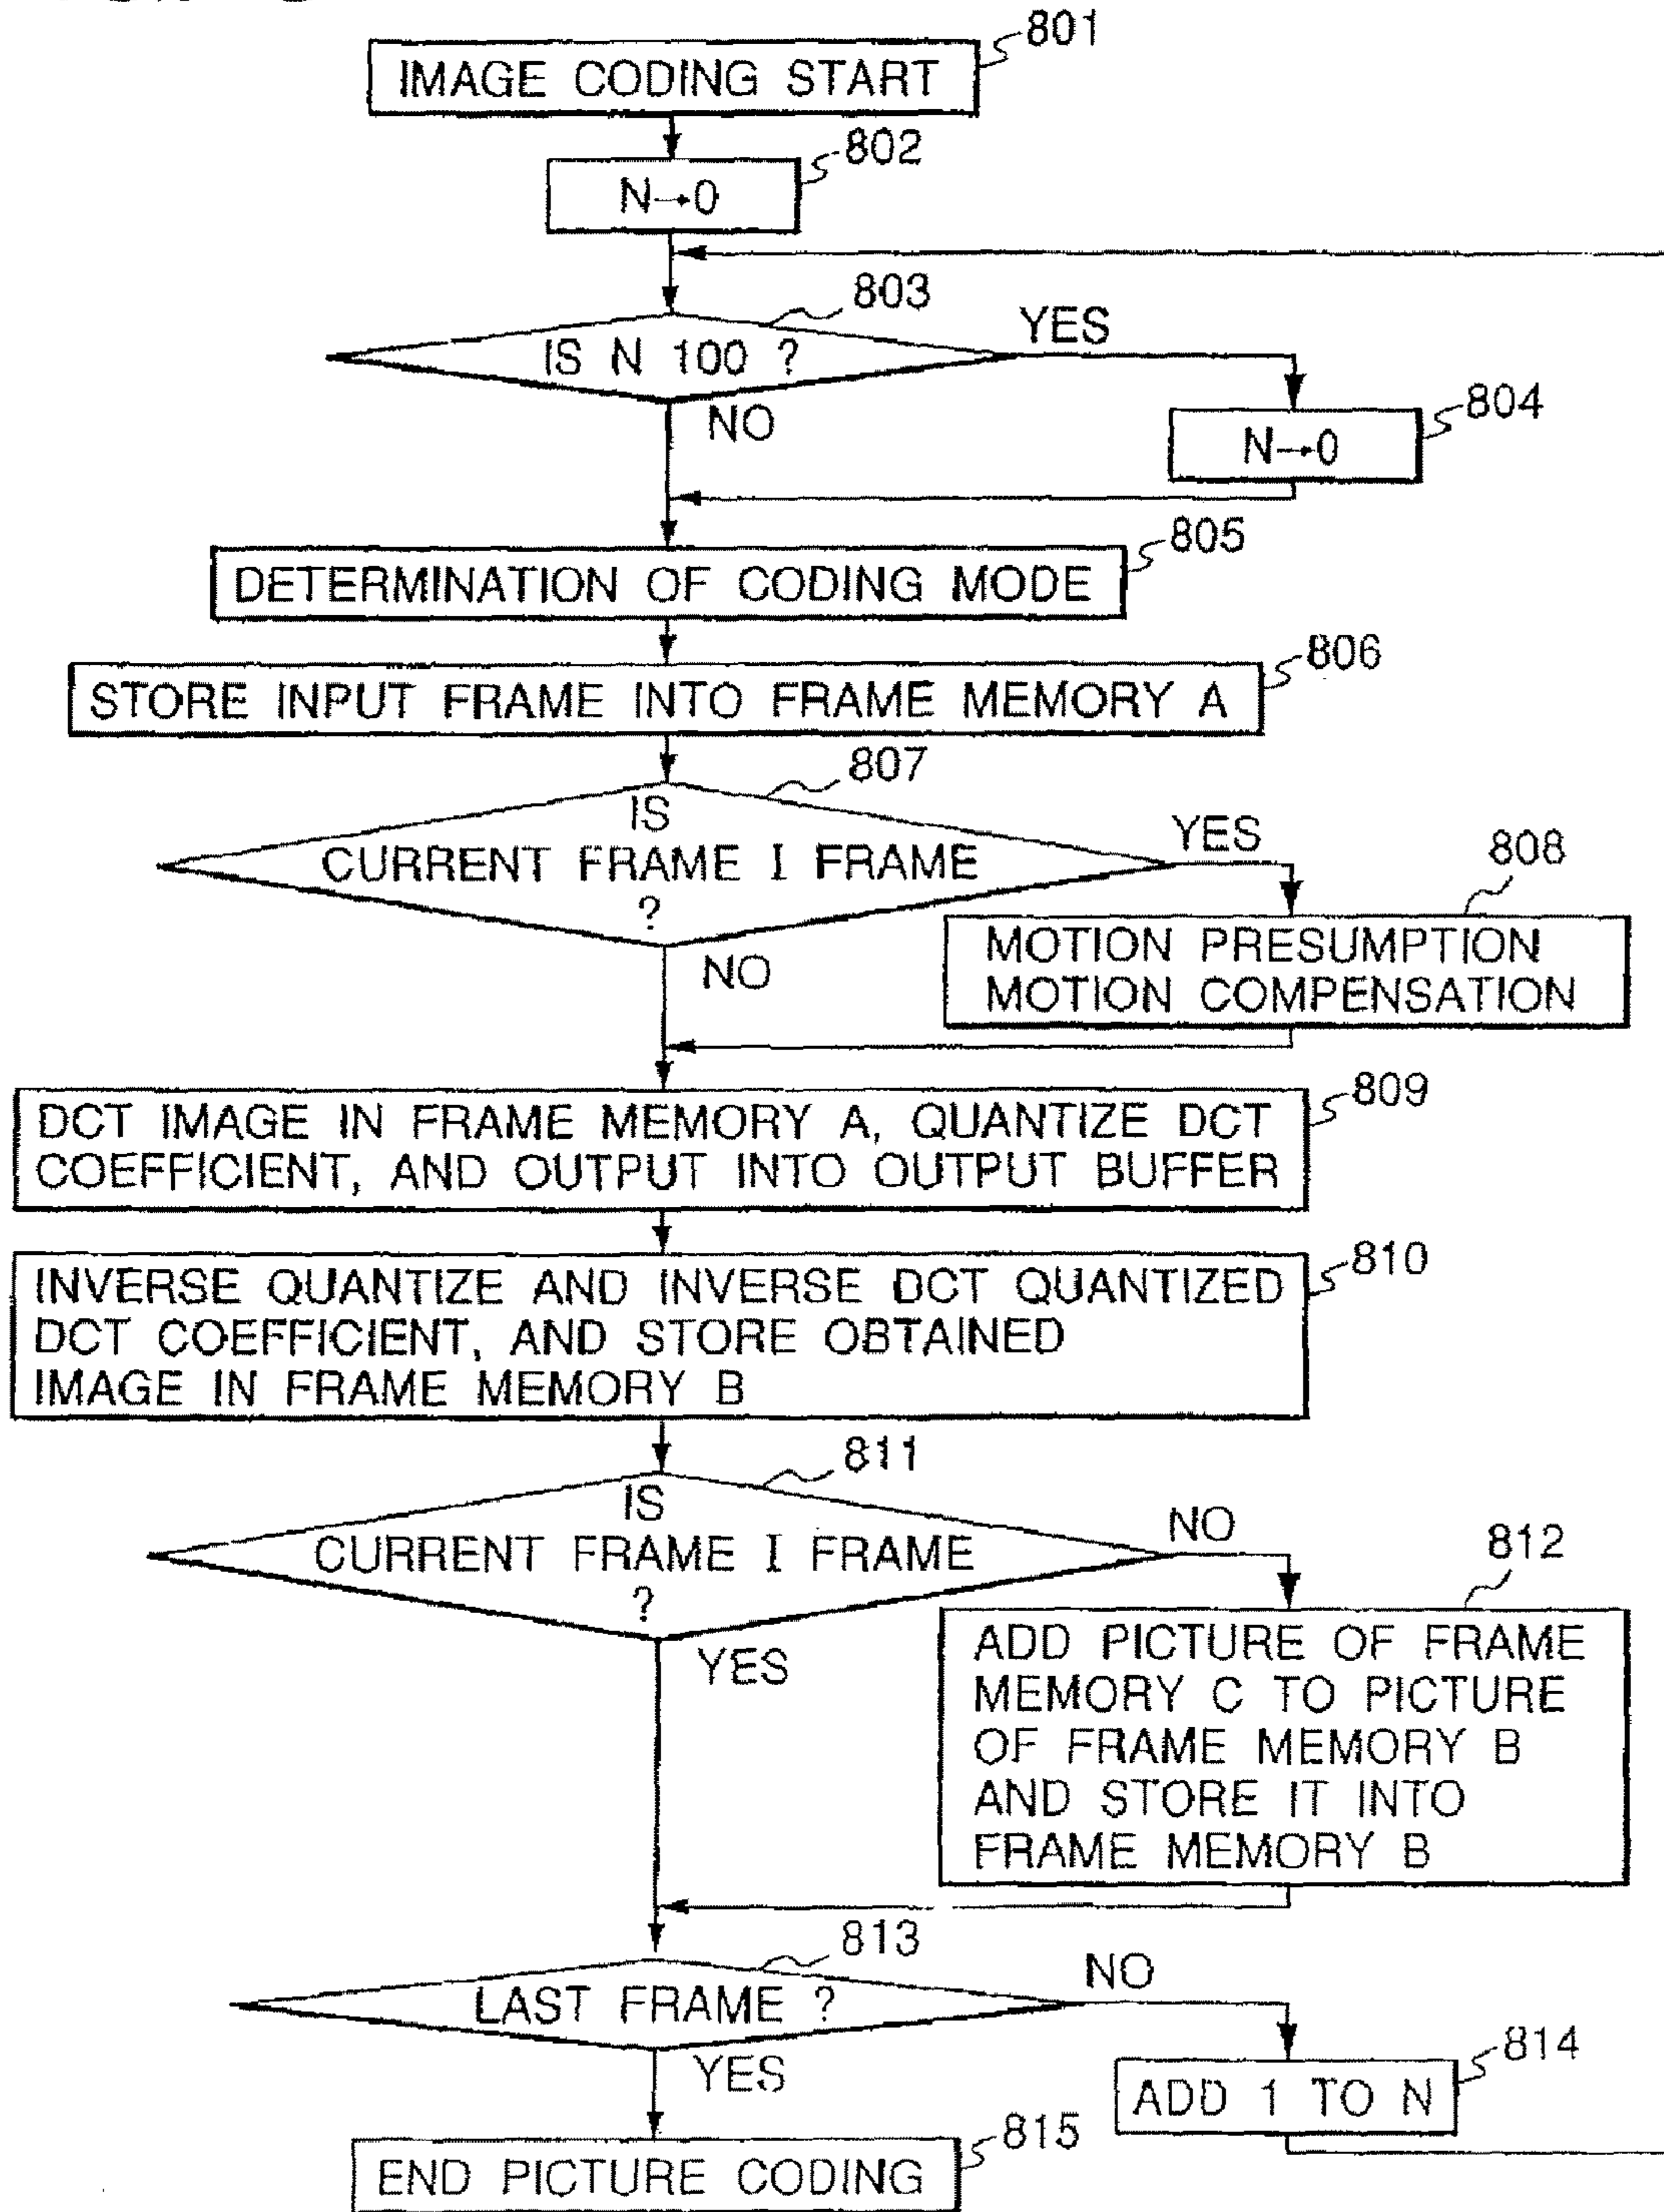 801
IMAGE CODING START
802
N→0
803
IS N 100 ?
YES
NO
804
N→0
805
DETERMINATION OF CODING MODE
806
STORE INPUT FRAME INTO FRAME MEMORY A
807
IS
CURRENT FRAME I FRAME
?
YES
NO
808
MOTION PRESUMPTION
MOTION COMPENSATION
809
DCT IMAGE IN FRAME MEMORY A, QUANTIZE DCT
COEFFICIENT, AND OUTPUT INTO OUTPUT BUFFER
810
INVERSE QUANTIZE AND INVERSE DCT QUANTIZED
DCT COEFFICIENT, AND STORE OBTAINED
IMAGE IN FRAME MEMORY B
811
IS
CURRENT FRAME I FRAME
?
NO
YES
812
ADD PICTURE OF FRAME
MEMORY C TO PICTURE
OF FRAME MEMORY B
AND STORE IT INTO
FRAME MEMORY B
813
LAST FRAME ?
NO
YES
814
ADD 1 TO N
815
END PICTURE CODING